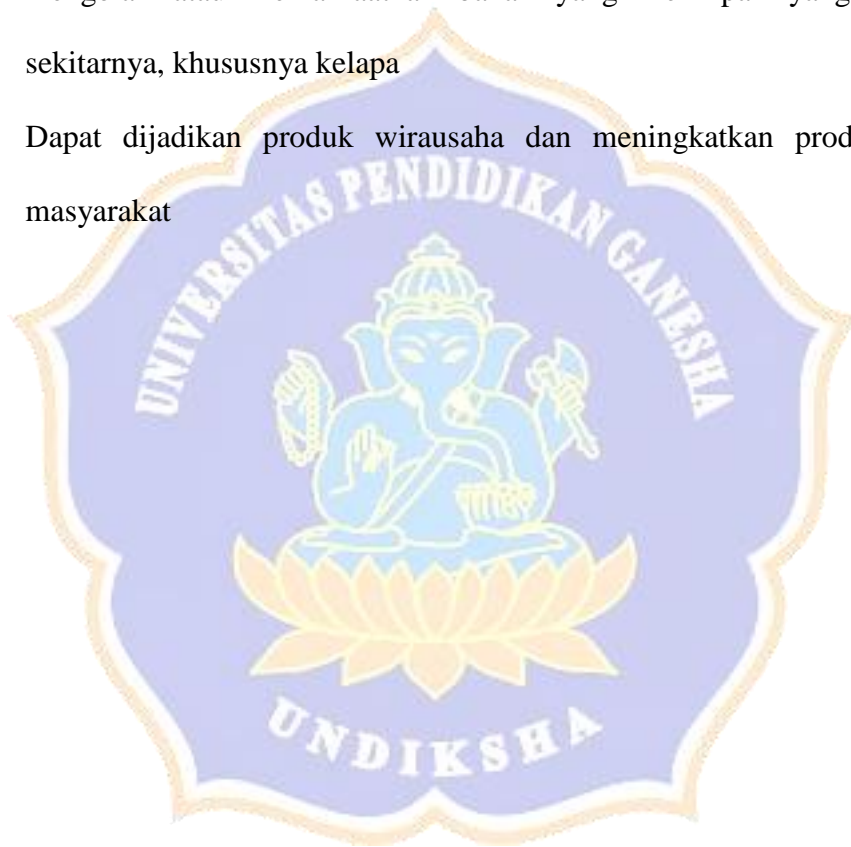 sekitarnya, khususnya kelapa
Dapat dijadikan produk wirausaha dan meningkatkan prod
masyarakat
UNIVERSITAS PENDIDIKAN GANESHA
UNDIKSHA